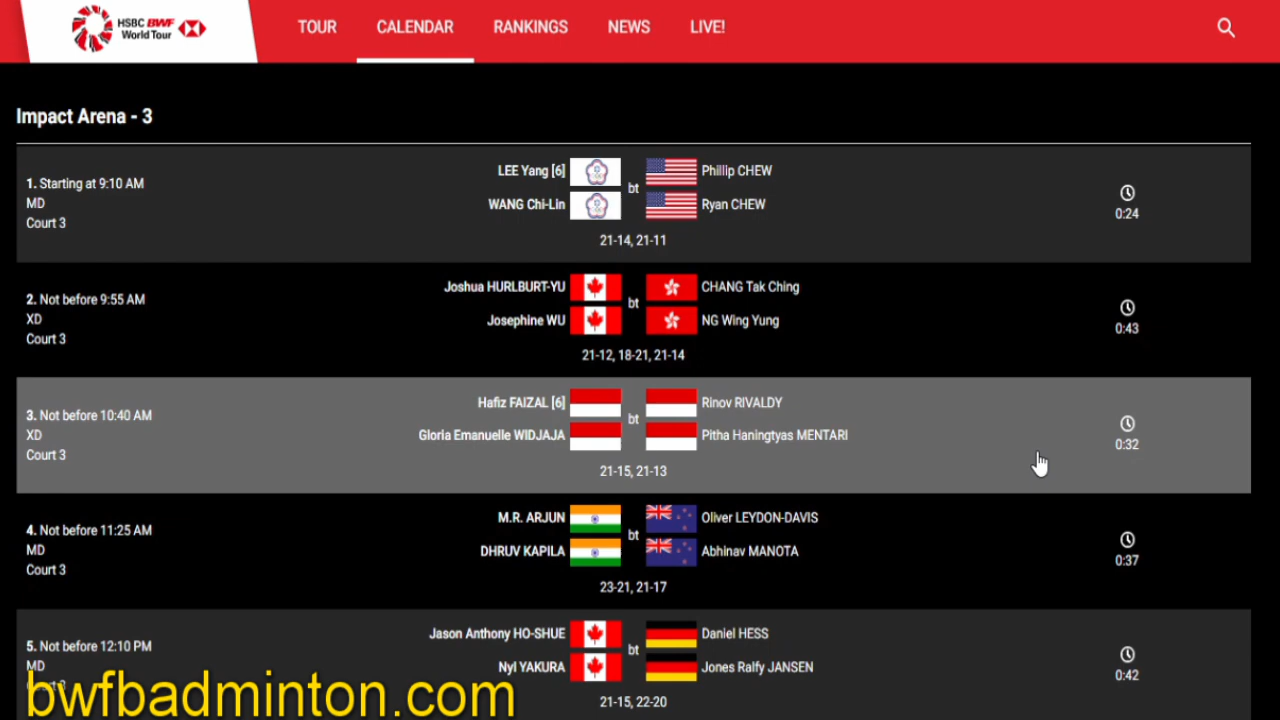 HSBC BWF
World Tour
TOUR CALENDAR RANKINGS NEWS LIVE!
Impact Arena - 3
1. Starting at 9:10 AM
MD
Court 3
LEE Yang [6] bt Phillip CHEW
WANG Chi-Lin Ryan CHEW
21-14, 21-11
0:24
2. Not before 9:55 AM
XD
Court 3
Joshua HURLBURT-YU bt CHANG Tak Ching
Josephine WU NG Wing Yung
21-12, 18-21, 21-14
0:43
3. Not before 10:40 AM
XD
Court 3
Hafiz FAIZAL [6] bt Rinov RIVALDY
Gloria Emanuelle WIDJAJA Pitha Haningtyas MENTARI
21-15, 21-13
0:32
4. Not before 11:25 AM
MD
Court 3
M.R. ARJUN bt Oliver LEYDON-DAVIS
DHRUV KAPILA Abhinav MANOTA
23-21, 21-17
0:37
5. Not before 12:10 PM
MD
Court 3
Jason Anthony HO-SHUE bt Daniel HESS
Nyl YAKURA Jones Ralfy JANSEN
21-15, 22-20
0:42
bwfbadminton.com